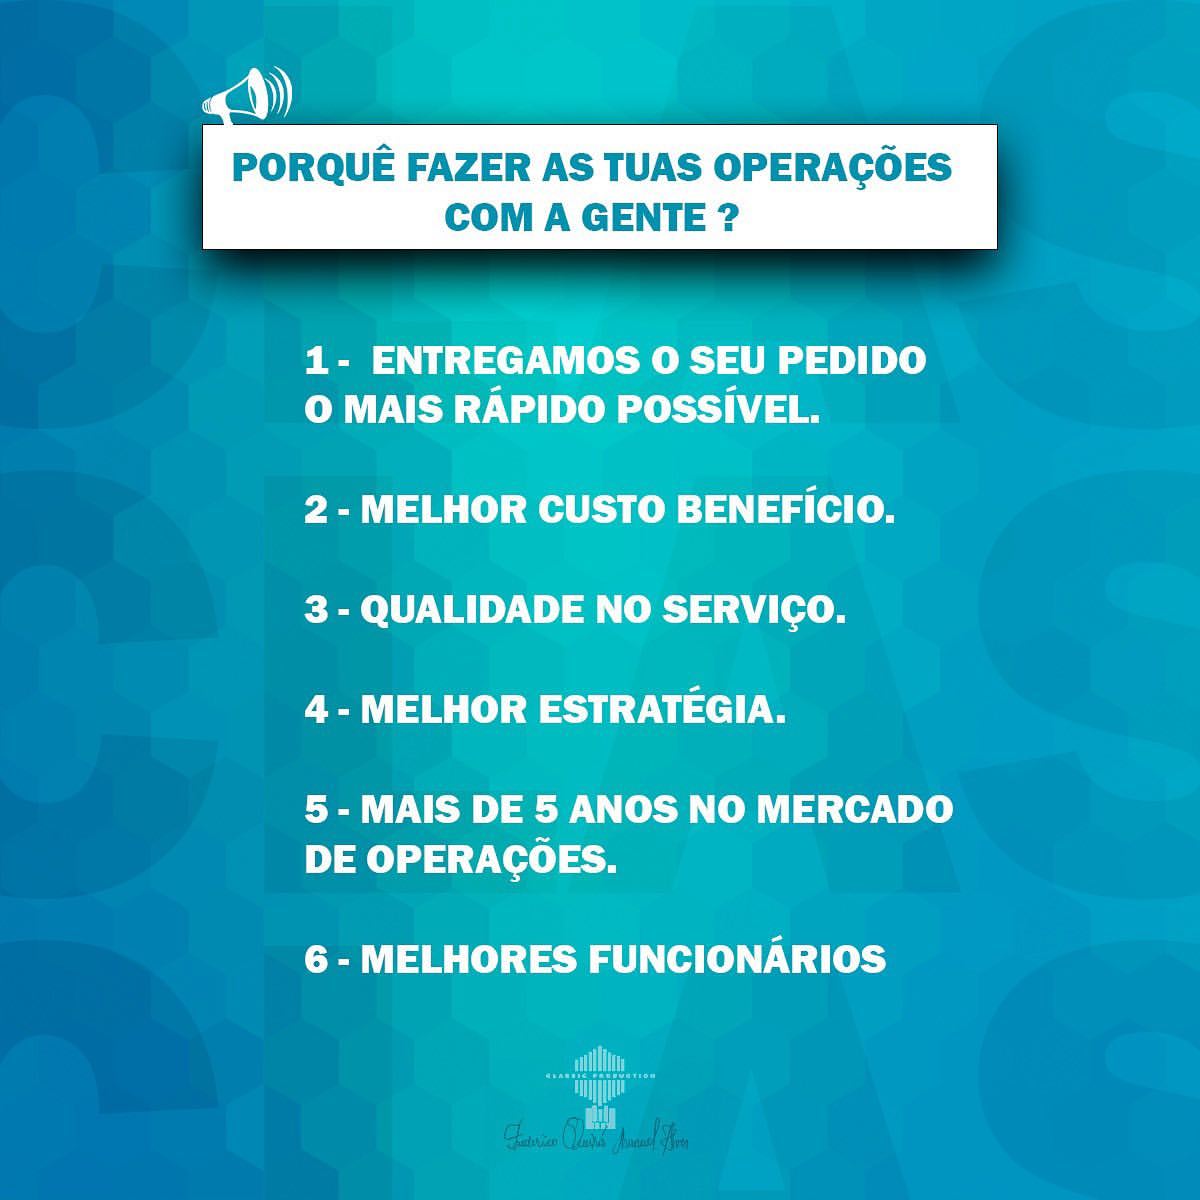 PORQUÊ FAZER AS TUAS OPERAÇÕES
COM A GENTE ?
1 - ENTREGAMOS O SEU PEDIDO
O MAIS RÁPIDO POSSÍVEL.
2 - MELHOR CUSTO BENEFÍCIO.
3 - QUALIDADE NO SERVIÇO.
4 - MELHOR ESTRATÉGIA.
5 - MAIS DE 5 ANOS NO MERCADO
DE OPERAÇÕES.
6 - MELHORES FUNCIONÁRIOS
CLASSIC PRODUCTION